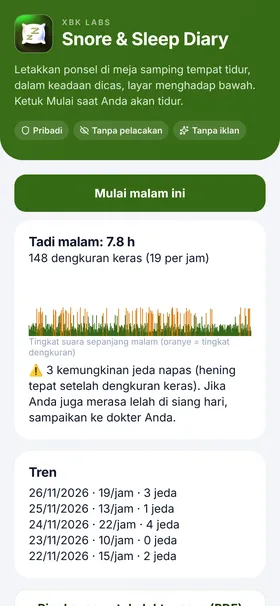 XBK LABS
Snore & Sleep Diary
Letakkan ponsel di meja samping tempat tidur,
dalam keadaan dicas, layar menghadap bawah.
Ketuk Mulai saat Anda akan tidur.
Pribadi
Tanpa pelacakan
Tanpa iklan
Mulai malam ini
Tadi malam: 7.8 h
148 dengkuran keras (19 per jam)
Tingkat suara sepanjang malam (oranye = tingkat
dengkuran)
⚠️ 3 kemungkinan jeda napas (hening
tepat setelah dengkuran keras). Jika
Anda juga merasa lelah di siang hari,
sampaikan ke dokter Anda.
Tren
26/11/2026 · 19/jam · 3 jeda
25/11/2026 · 13/jam · 1 jeda
24/11/2026 · 22/jam · 4 jeda
23/11/2026 · 10/jam · 0 jeda
22/11/2026 · 15/jam · 2 jeda